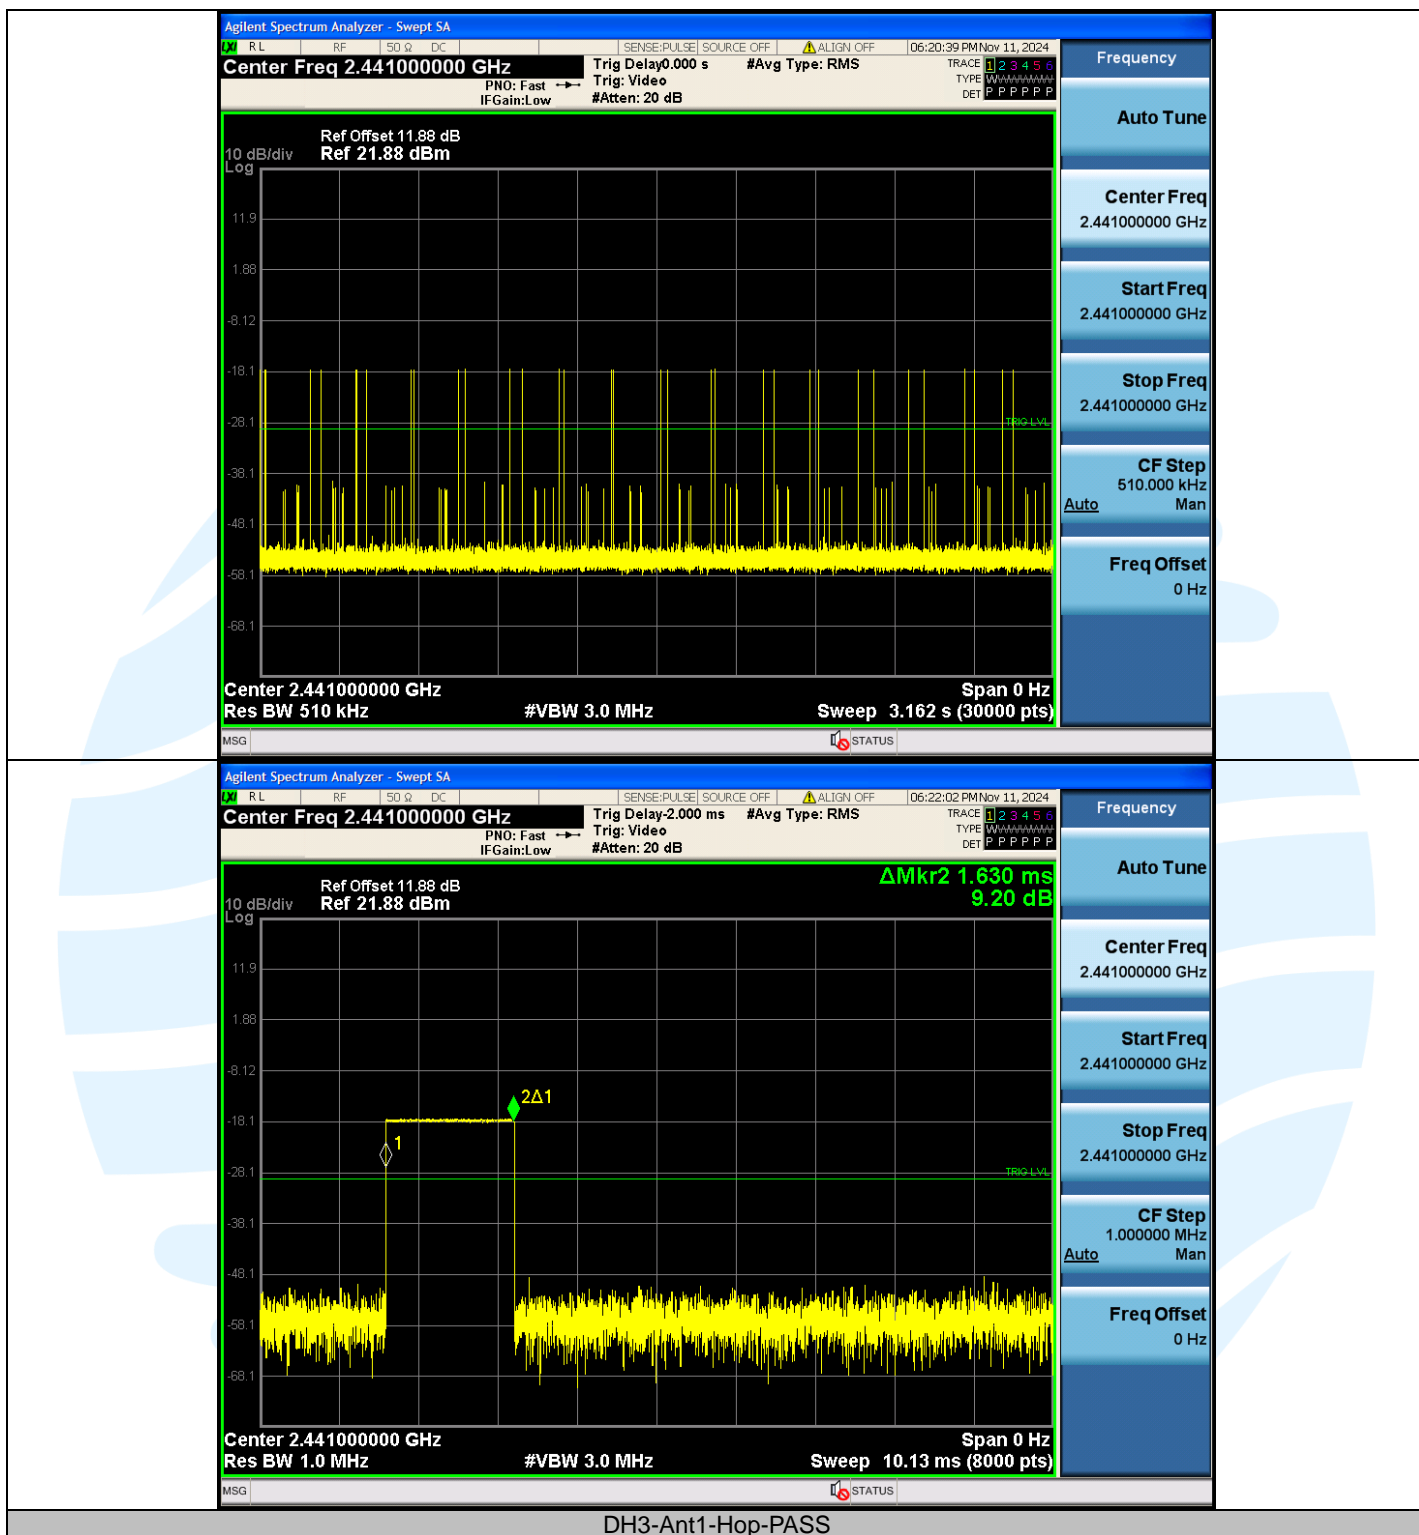 Agilent Spectrum Analyzer - Swept SA
LXI RL RF 50 Ω DC SENSE:PULSE SOURCE OFF ALIGN OFF 06:20:39 PM Nov 11, 2024
Center Freq 2.441000000 GHz
PNO: Fast
IFGain:Low
Trig Delay0.000 s
Trig: Video
#Atten: 20 dB
#Avg Type: RMS
TRACE 1 2 3 4 5 6
TYPE WWWWWW
DET P P P P P P
Frequency
Auto Tune
Center Freq
2.441000000 GHz
Start Freq
2.441000000 GHz
Stop Freq
2.441000000 GHz
CF Step
510.000 kHz
Auto Man
Freq Offset
0 Hz
Ref Offset 11.88 dB
10 dB/div Ref 21.88 dBm
Log
11.9
1.88
-8.12
-18.1
-28.1
TRIG LVL
-38.1
-48.1
-58.1
-68.1
Center 2.441000000 GHz Span 0 Hz
Res BW 510 kHz #VBW 3.0 MHz Sweep 3.162 s (30000 pts)
MSG STATUS
Agilent Spectrum Analyzer - Swept SA
LXI RL RF 50 Ω DC SENSE:PULSE SOURCE OFF ALIGN OFF 06:22:02 PM Nov 11, 2024
Center Freq 2.441000000 GHz
PNO: Fast
IFGain:Low
Trig Delay-2.000 ms
Trig: Video
#Atten: 20 dB
#Avg Type: RMS
TRACE 1 2 3 4 5 6
TYPE WWWWWW
DET P P P P P P
Frequency
Auto Tune
Center Freq
2.441000000 GHz
Start Freq
2.441000000 GHz
Stop Freq
2.441000000 GHz
CF Step
1.000000 MHz
Auto Man
Freq Offset
0 Hz
ΔMkr2 1.630 ms
9.20 dB
Ref Offset 11.88 dB
10 dB/div Ref 21.88 dBm
Log
11.9
1.88
-8.12
2Δ1
-18.1
1
-28.1
TRIG LVL
-38.1
-48.1
-58.1
-68.1
Center 2.441000000 GHz Span 0 Hz
Res BW 1.0 MHz #VBW 3.0 MHz Sweep 10.13 ms (8000 pts)
MSG STATUS
DH3-Ant1-Hop-PASS